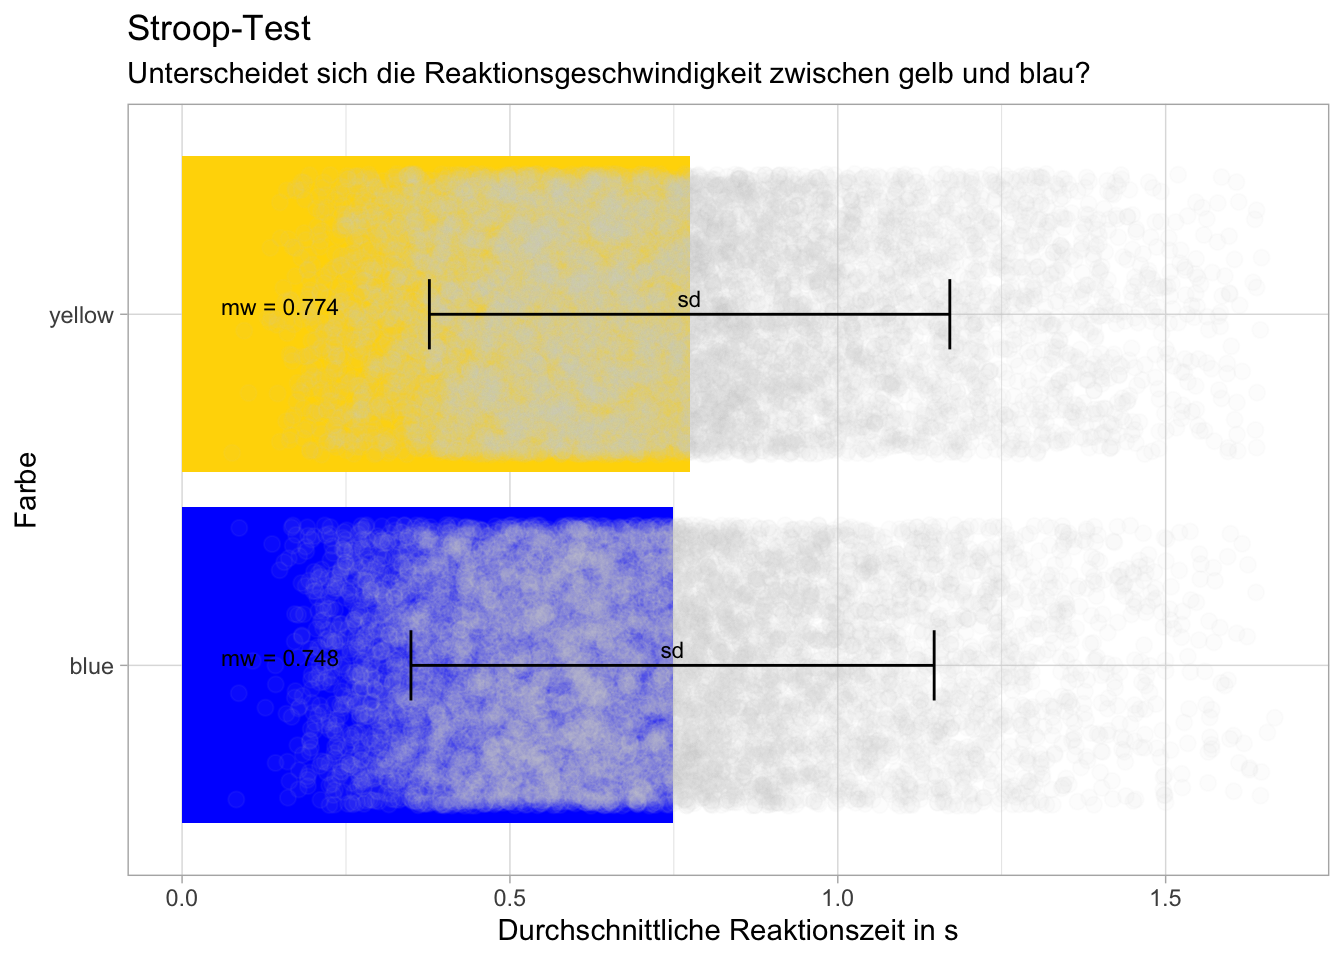 Stroop-Test
Unterscheidet sich die Reaktionsgeschwindigkeit zwischen gelb und blau?
Farbe
yellow
mw = 0.774
sd
blue
mw = 0.748
sd
0.0 0.5 1.0 1.5
Durchschnittliche Reaktionszeit in s